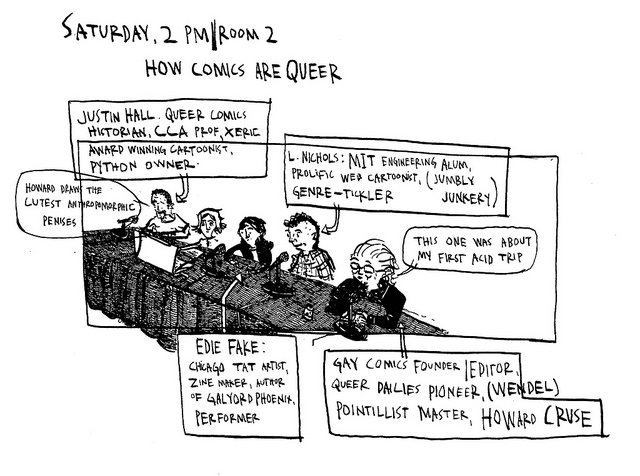 SATURDAY, 2 PM|ROOM 2
HOW COMICS ARE QUEER
JUSTIN HALL. QUEER COMICS
HISTORIAN, CCA PROF, XERIC
AWARD WINNING CARTOONIST,
PYTHON OWNER.
L. NICHOLS: MIT ENGINEERING ALUM,
PROLIFIC WEB CARTOONIST, (JUMBLY
GENRE-TICKLER JUNKERY)
HOWARD DRAWS THE
CUTEST ANTHROPOMORPHIC
PENISES
THIS ONE WAS ABOUT
MY FIRST ACID TRIP
EDIE FAKE:
CHICAGO TAT ARTIST,
ZINE MAKER, AUTHOR
OF GALYORD PHOENIX,
PERFORMER
GAY COMICS FOUNDER|EDITOR,
QUEER DAILIES PIONEER, (WENDEL)
POINTILLIST MASTER, HOWARD CRUSE